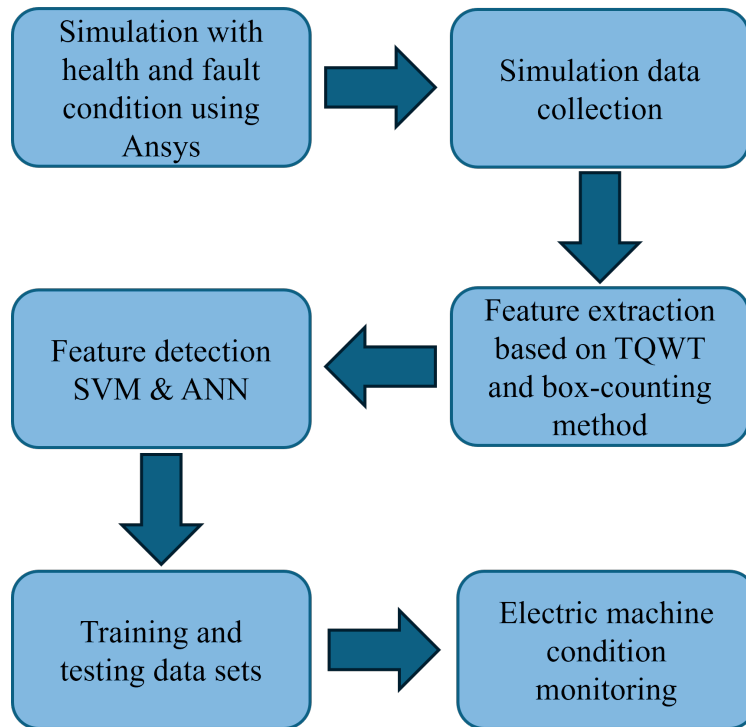 Simulation with
health and fault
condition using
Ansys
Simulation data
collection
Feature extraction
based on TQWT
and box-counting
method
Feature detection
SVM & ANN
Training and
testing data sets
Electric machine
condition
monitoring